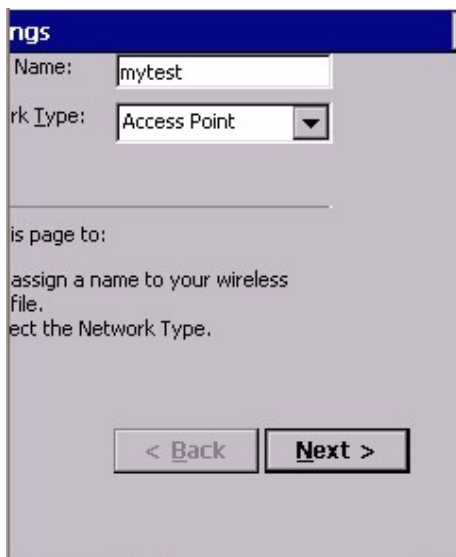 ngs
Name: mytest
rk Type: Access Point
is page to:
assign a name to your wireless
file.
ect the Network Type.
< Back Next >